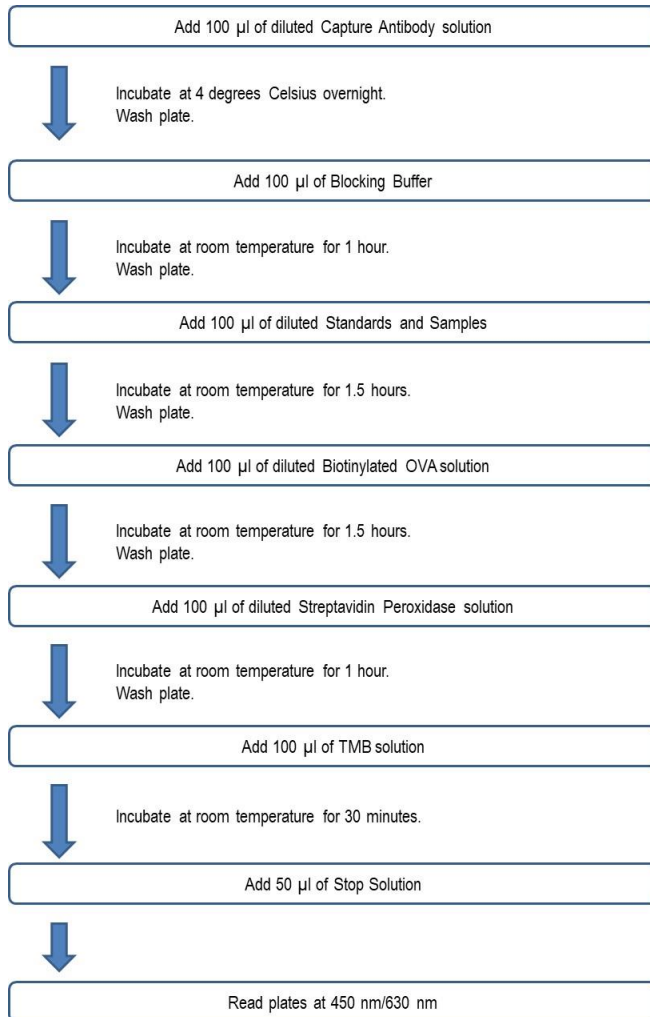 Add 100 µl of diluted Capture Antibody solution
Incubate at 4 degrees Celsius overnight.
Wash plate.
Add 100 µl of Blocking Buffer
Incubate at room temperature for 1 hour.
Wash plate.
Add 100 µl of diluted Standards and Samples
Incubate at room temperature for 1.5 hours.
Wash plate.
Add 100 µl of diluted Biotinylated OVA solution
Incubate at room temperature for 1.5 hours.
Wash plate.
Add 100 µl of diluted Streptavidin Peroxidase solution
Incubate at room temperature for 1 hour.
Wash plate.
Add 100 µl of TMB solution
Incubate at room temperature for 30 minutes.
Add 50 µl of Stop Solution
Read plates at 450 nm/630 nm